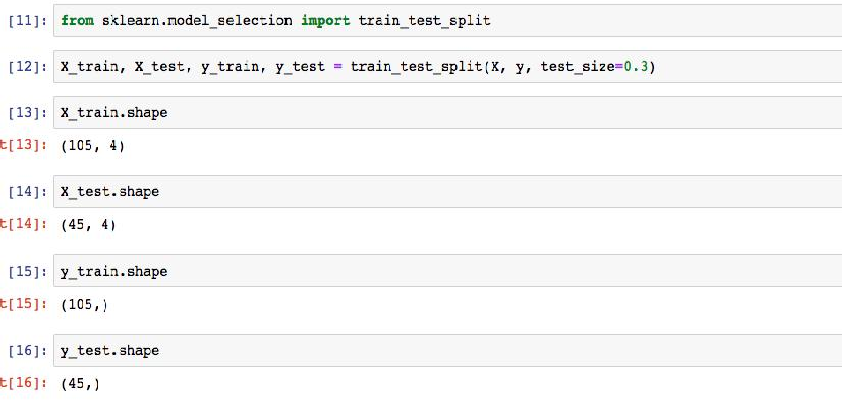 [11]: from sklearn.model_selection import train_test_split
[12]: X_train, X_test, y_train, y_test = train_test_split(X, y, test_size=0.3)
[13]: X_train.shape
t[13]: (105, 4)
[14]: X_test.shape
t[14]: (45, 4)
[15]: y_train.shape
t[15]: (105,)
[16]: y_test.shape
t[16]: (45,)